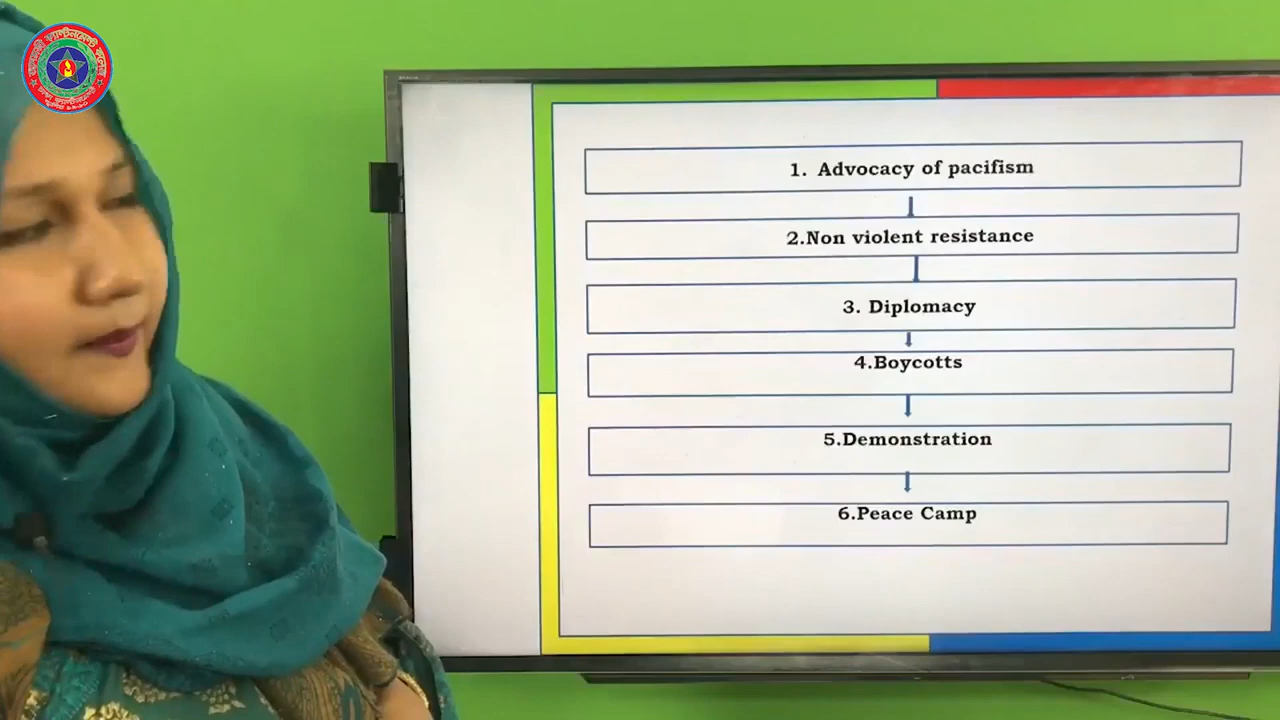 1. Advocacy of pacifism
2.Non violent resistance
3. Diplomacy
4.Boycotts
5.Demonstration
6.Peace Camp